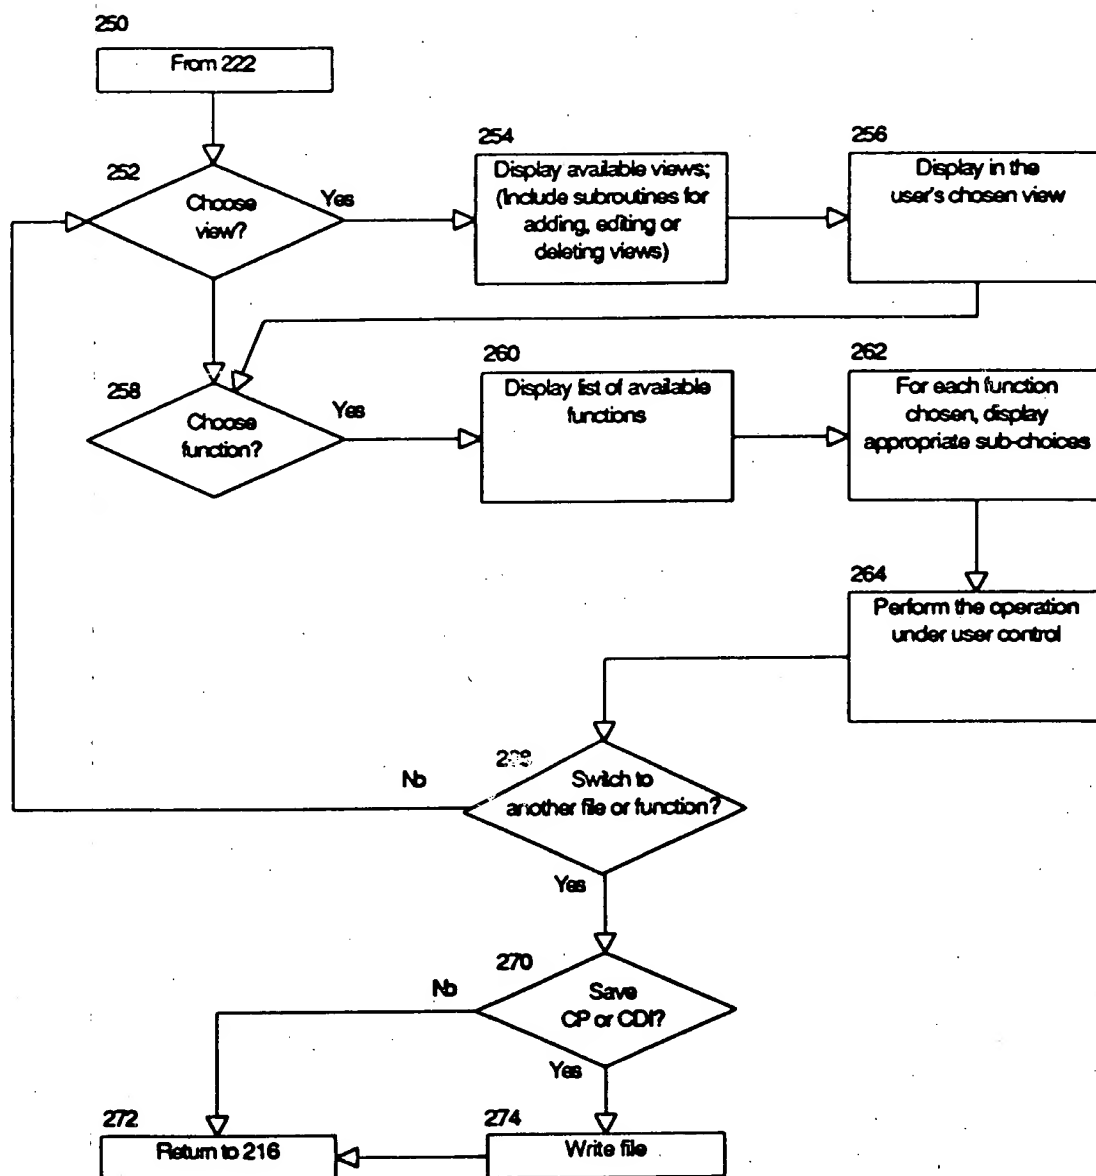 250
From 222
252
Choose
view?
Yes
254
Display available views;
(Include subroutines for
adding, editing or
deleting views)
256
Display in the
user's chosen view
258
Choose
function?
Yes
260
Display list of available
functions
262
For each function
chosen, display
appropriate sub-choices
264
Perform the operation
under user control
Switch to
another file or function?
No
Yes
270
Save
CP or CDI?
No
Yes
272
Return to 216
274
Write file